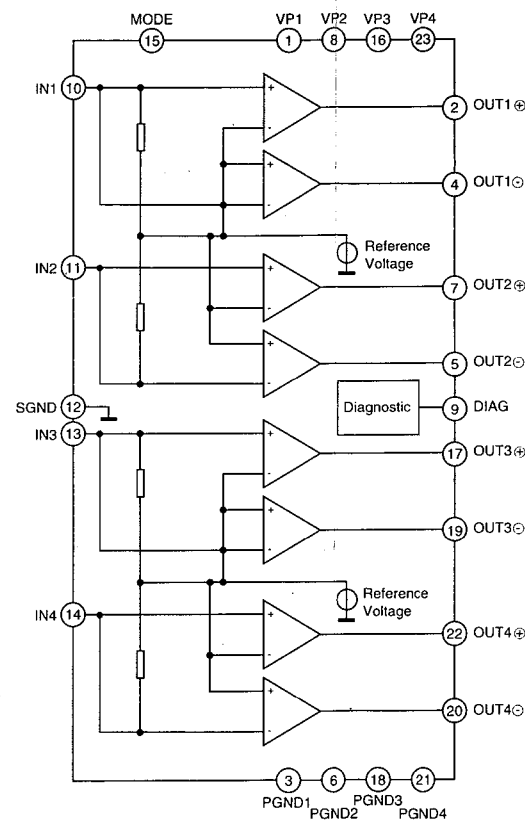 MODE VP1 VP2 VP3 VP4
15 1 8 16 23
IN1 10
+
2 OUT1⊕
-
+
4 OUT1⊖
-
Reference
Voltage
IN2 11
+
7 OUT2⊕
-
+
5 OUT2⊖
-
SGND 12
Diagnostic 9 DIAG
IN3 13
+
17 OUT3⊕
-
+
19 OUT3⊖
-
Reference
Voltage
IN4 14
+
22 OUT4⊕
-
+
20 OUT4⊖
-
3 6 18 21
PGND1 PGND3
PGND2 PGND4